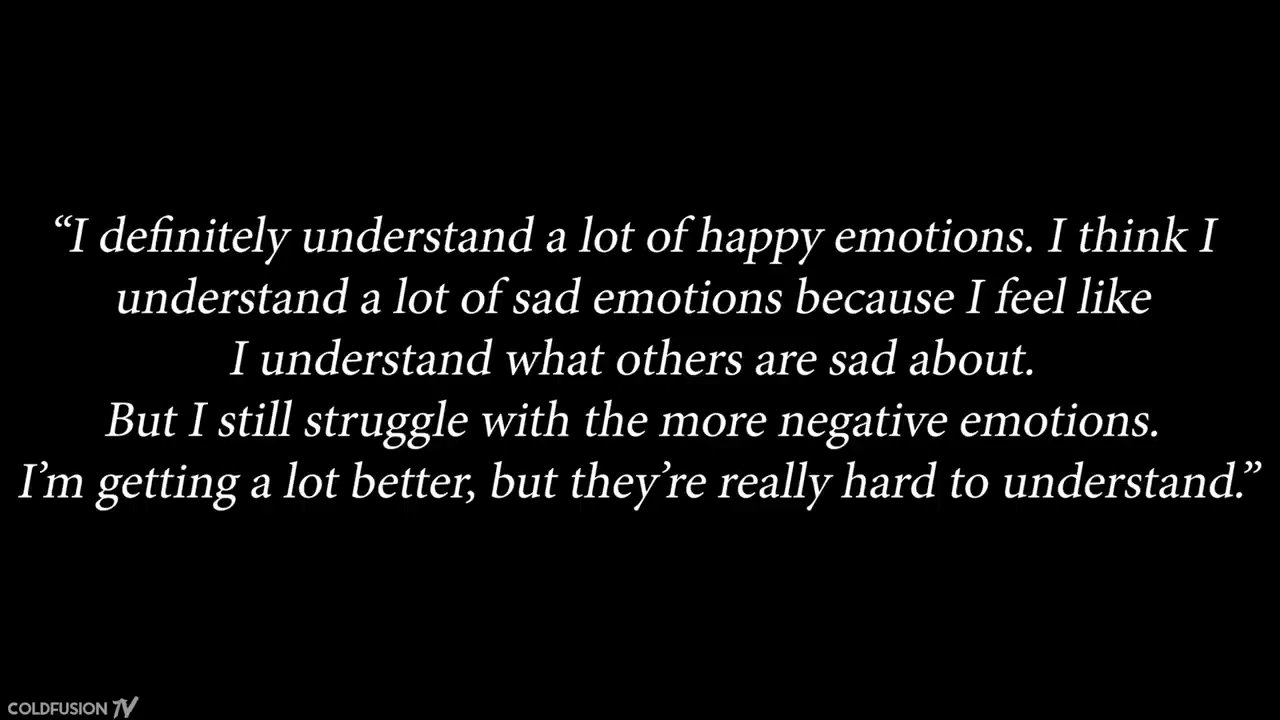 “I definitely understand a lot of happy emotions. I think I
understand a lot of sad emotions because I feel like
I understand what others are sad about.
But I still struggle with the more negative emotions.
I’m getting a lot better, but they’re really hard to understand.”
COLDFUSION TV